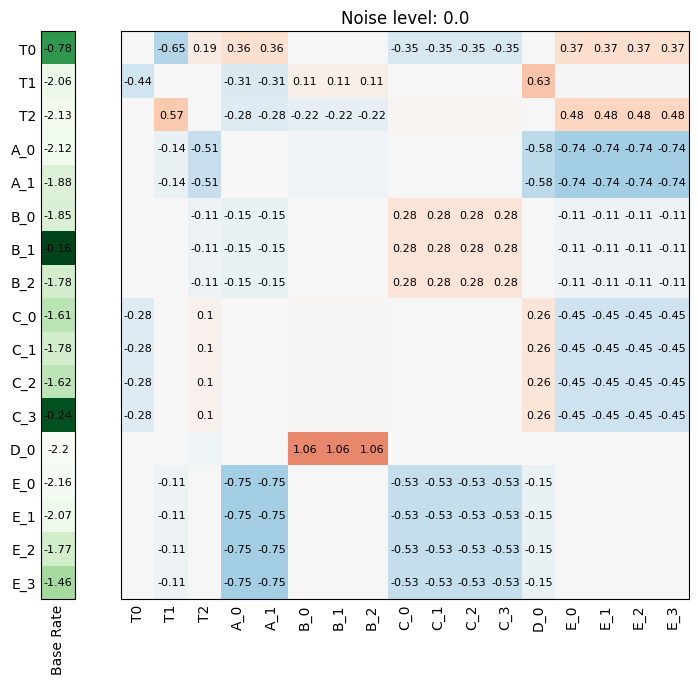 Noise level: 0.0
T0 -0.78 -0.65 0.19 0.36 0.36 -0.35 -0.35 -0.35 -0.35 0.37 0.37 0.37 0.37
T1 -2.06 -0.44 -0.31 -0.31 0.11 0.11 0.11 0.63
T2 -2.13 0.57 -0.28 -0.28 -0.22 -0.22 -0.22 0.48 0.48 0.48 0.48
A_0 -2.12 -0.14 -0.51 -0.58 -0.74 -0.74 -0.74 -0.74
A_1 -1.88 -0.14 -0.51 -0.58 -0.74 -0.74 -0.74 -0.74
B_0 -1.85 -0.11 -0.15 -0.15 0.28 0.28 0.28 0.28 -0.11 -0.11 -0.11 -0.11
B_1 -0.16 -0.11 -0.15 -0.15 0.28 0.28 0.28 0.28 -0.11 -0.11 -0.11 -0.11
B_2 -1.78 -0.11 -0.15 -0.15 0.28 0.28 0.28 0.28 -0.11 -0.11 -0.11 -0.11
C_0 -1.61 -0.28 0.1 0.26 -0.45 -0.45 -0.45 -0.45
C_1 -1.78 -0.28 0.1 0.26 -0.45 -0.45 -0.45 -0.45
C_2 -1.62 -0.28 0.1 0.26 -0.45 -0.45 -0.45 -0.45
C_3 -0.24 -0.28 0.1 0.26 -0.45 -0.45 -0.45 -0.45
D_0 -2.2 1.06 1.06 1.06
E_0 -2.16 -0.11 -0.75 -0.75 -0.53 -0.53 -0.53 -0.53 -0.15
E_1 -2.07 -0.11 -0.75 -0.75 -0.53 -0.53 -0.53 -0.53 -0.15
E_2 -1.77 -0.11 -0.75 -0.75 -0.53 -0.53 -0.53 -0.53 -0.15
E_3 -1.46 -0.11 -0.75 -0.75 -0.53 -0.53 -0.53 -0.53 -0.15
Base Rate T0 T1 T2 A_0 A_1 B_0 B_1 B_2 C_0 C_1 C_2 C_3 D_0 E_0 E_1 E_2 E_3